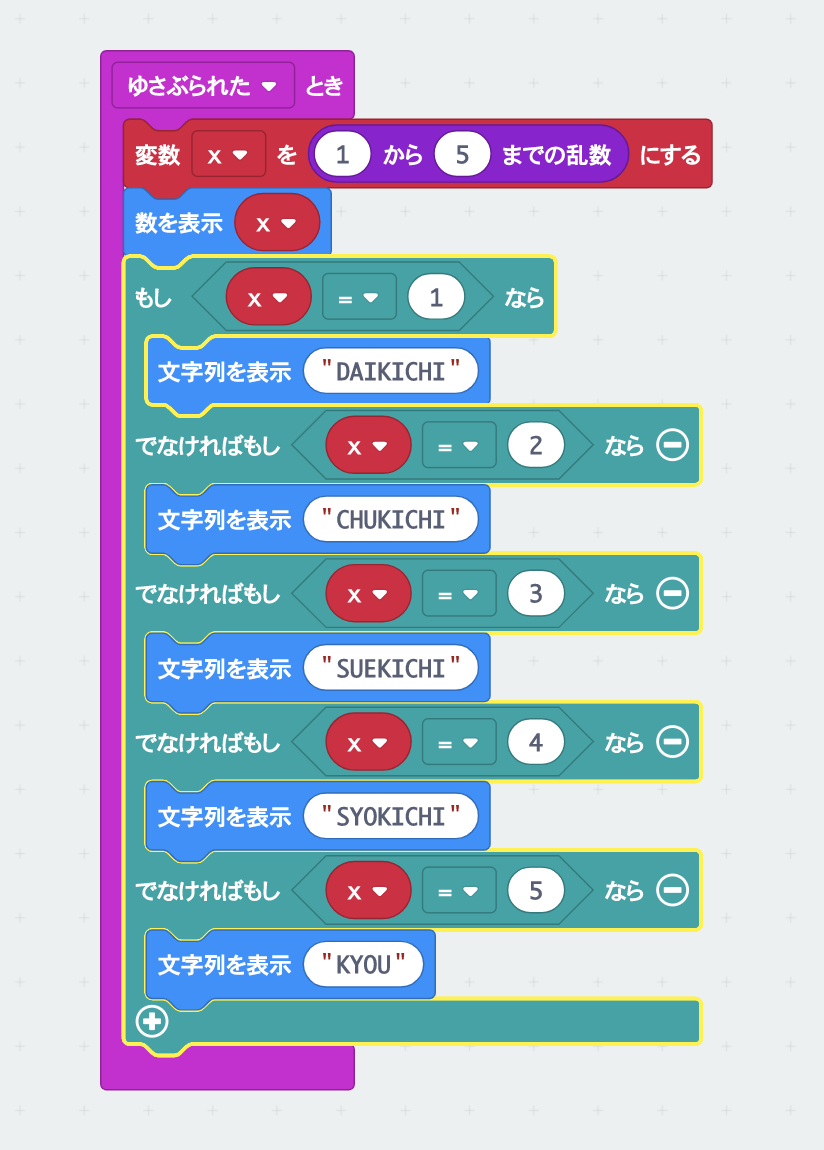 ゆさぶられた とき
変数 x を 1 から 5 までの乱数 にする
数を表示 x
もし x = 1 なら
文字列を表示 "DAIKICHI"
でなければもし x = 2 なら
文字列を表示 "CHUKICHI"
でなければもし x = 3 なら
文字列を表示 "SUEKICHI"
でなければもし x = 4 なら
文字列を表示 "SYOKICHI"
でなければもし x = 5 なら
文字列を表示 "KYOU"